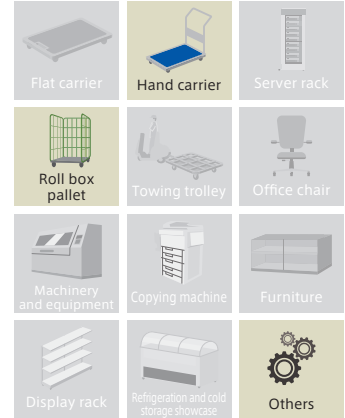 Flat carrier
Hand carrier
Server rack
Roll box
pallet
Towing trolley
Office chair
Machinery
and equipment
Copying machine
Furniture
Display rack
Refrigeration and cold
storage showcase
Others